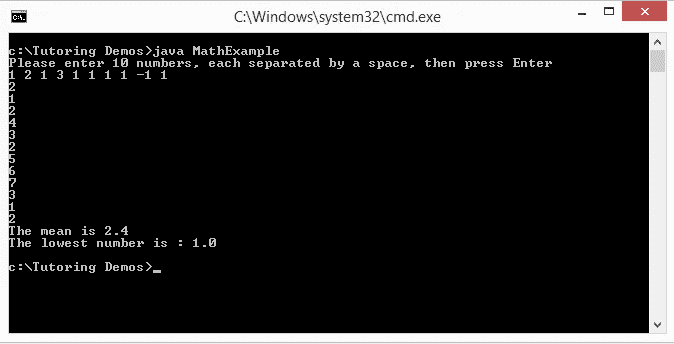 C:\Windows\system32\cmd.exe
c:\Tutoring Demos>java MathExample
Please enter 10 numbers, each separated by a space, then press Enter
1 2 1 3 1 1 1 1 -1 1
2
1
2
4
3
2
5
6
7
3
1
2
The mean is 2.4
The lowest number is : 1.0
c:\Tutoring Demos>_